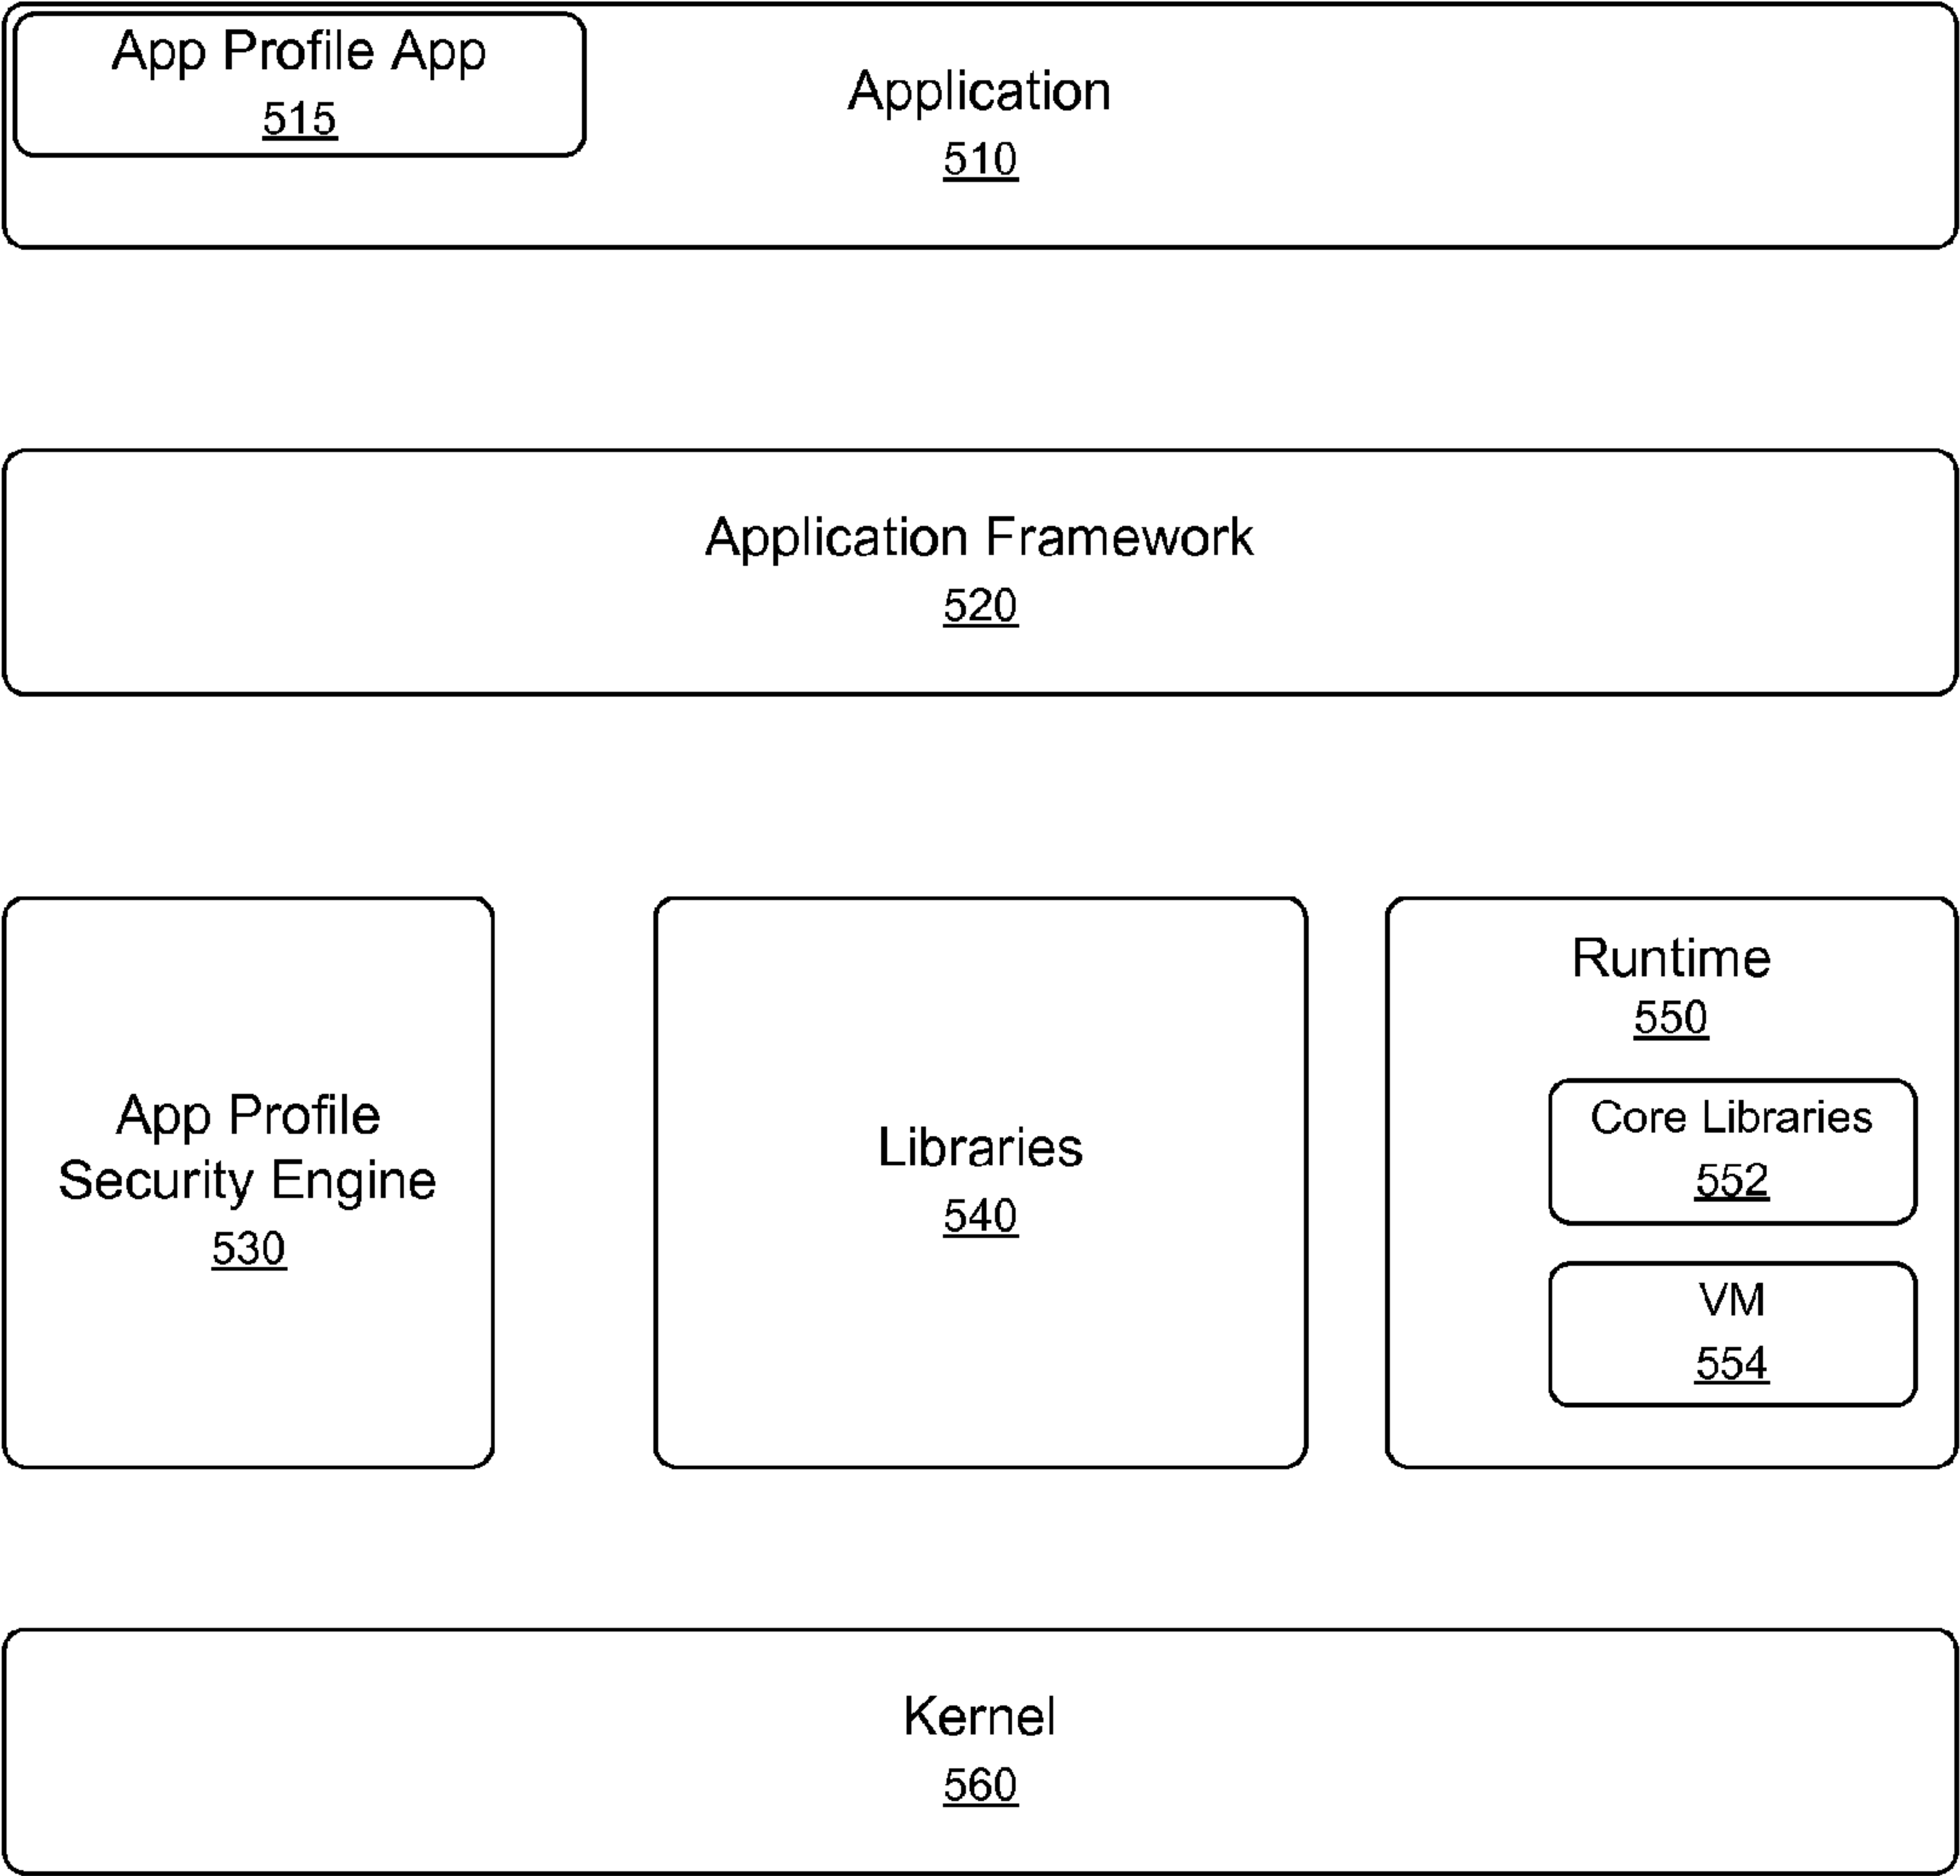 App Profile App
515
Application
510
Application Framework
520
App Profile
Security Engine
530
Libraries
540
Runtime
550
Core Libraries
552
VM
554
Kernel
560